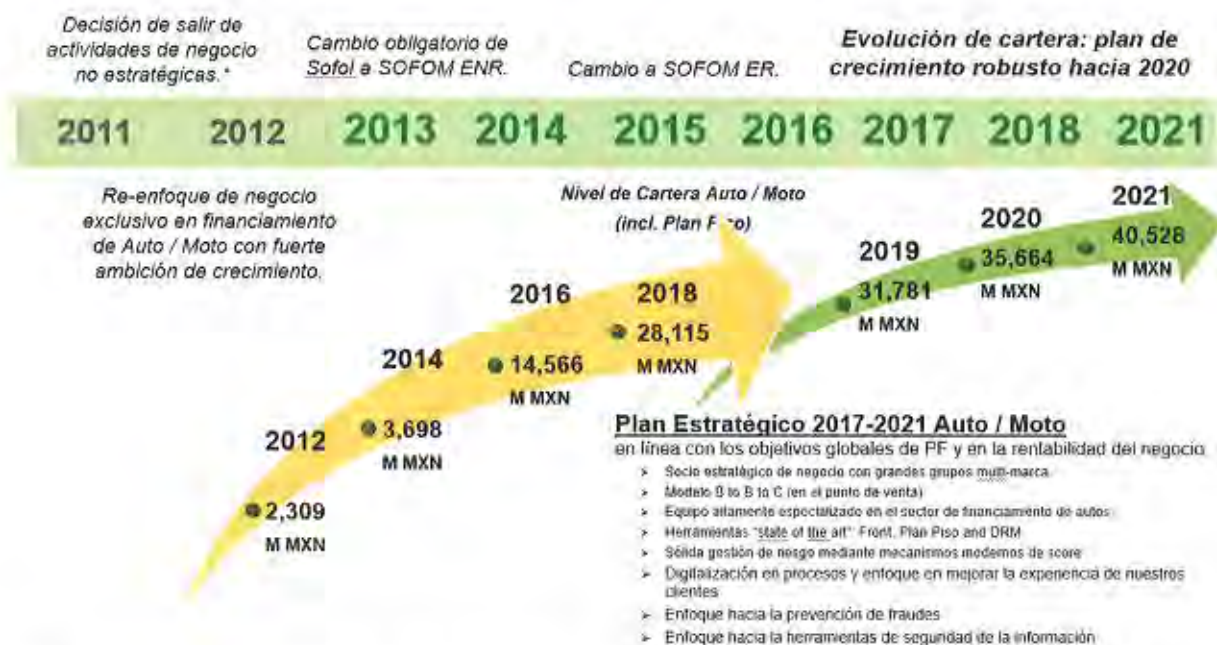 Decisión de salir de
actividades de negocio
no estratégicas.*
Cambio obligatorio de
Sofol a SOFOM ENR.
Cambio a SOFOM ER.
Evolución de cartera: plan de
crecimiento robusto hacia 2020
2011 2012 2013 2014 2015 2016 2017 2018 2021
Re-enfoque de negocio
exclusivo en financiamiento
de Auto / Moto con fuerte
ambición de crecimiento.
Nivel de Cartera Auto / Moto
(incl. Plan
2012
2,309
M MXN
2014
3,698
M MXN
2016
14,566
M MXN
2018
28,115
M MXN
2019
31,781
M MXN
2020
35,664
M MXN
2021
40,528
M MXN
Plan Estratégico 2017-2021 Auto / Moto
en línea con los objetivos globales de PF y en la rentabilidad del negocio
➢ Socio estratégico de negocio con grandes grupos multi-marca
➢ Modelo B to B to C (en el punto de venta)
➢ Equipo altamente especializado en el sector de financiamiento de autos
➢ Herramientas "state of the art" Front, Plan Piso and DRM
➢ Sólida gestión de riesgo mediante mecanismos modernos de score
➢ Digitalización en procesos y enfoque en mejorar la experiencia de nuestros
clientes
➢ Enfoque hacia la prevención de fraudes
➢ Enfoque hacia la herramientas de seguridad de la información